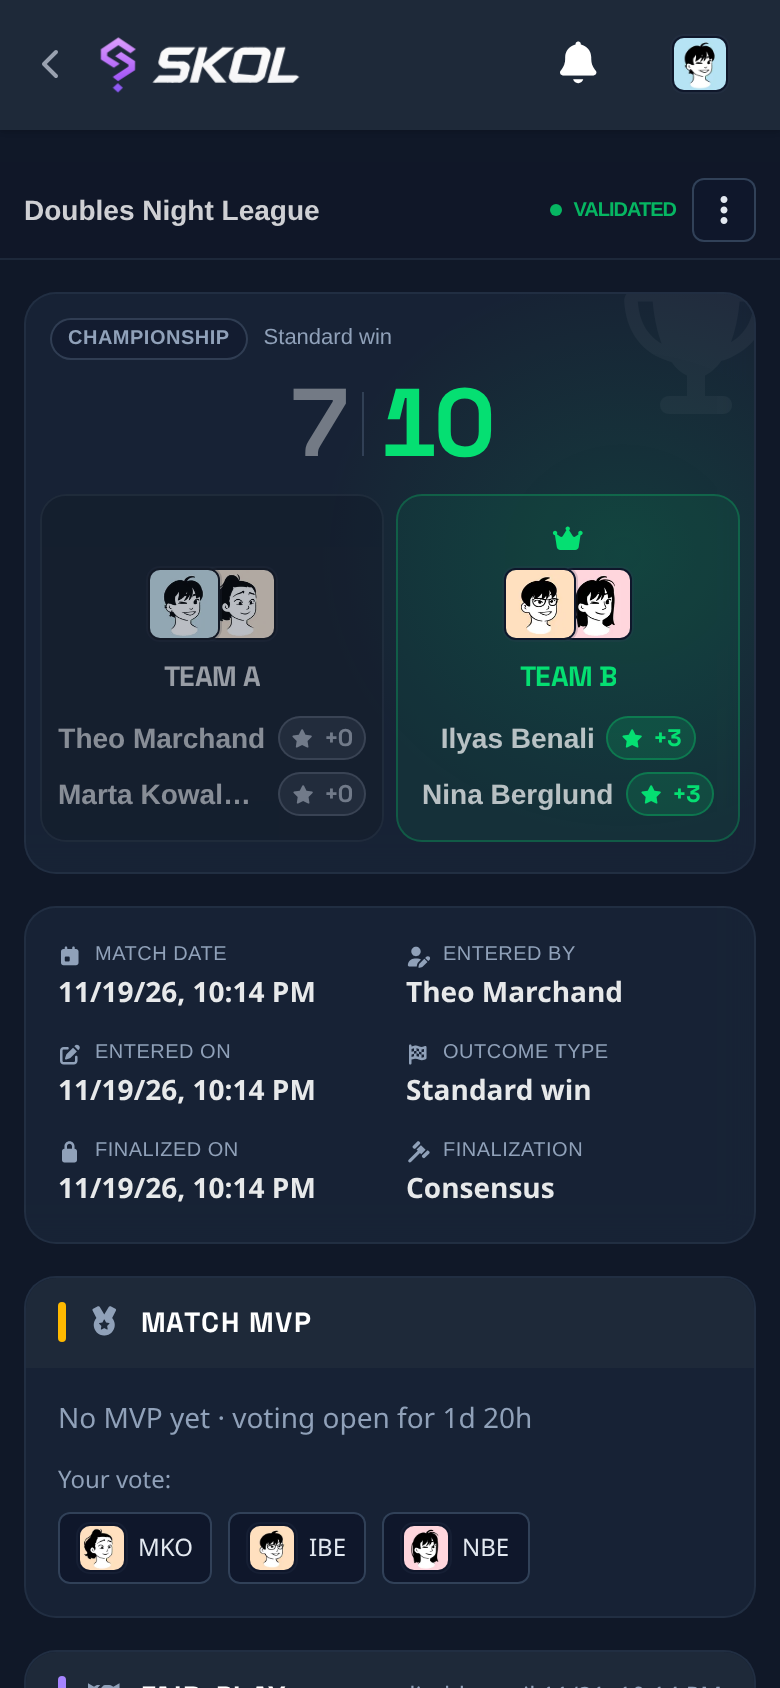 SKOL
Doubles Night League
VALIDATED
CHAMPIONSHIP Standard win
7 10
TEAM A
Theo Marchand +0
Marta Kowal... +0
TEAM B
Ilyas Benali +3
Nina Berglund +3
MATCH DATE
11/19/26, 10:14 PM
ENTERED BY
Theo Marchand
ENTERED ON
11/19/26, 10:14 PM
OUTCOME TYPE
Standard win
FINALIZED ON
11/19/26, 10:14 PM
FINALIZATION
Consensus
MATCH MVP
No MVP yet · voting open for 1d 20h
Your vote:
MKO IBE NBE
FAIR-PLAY